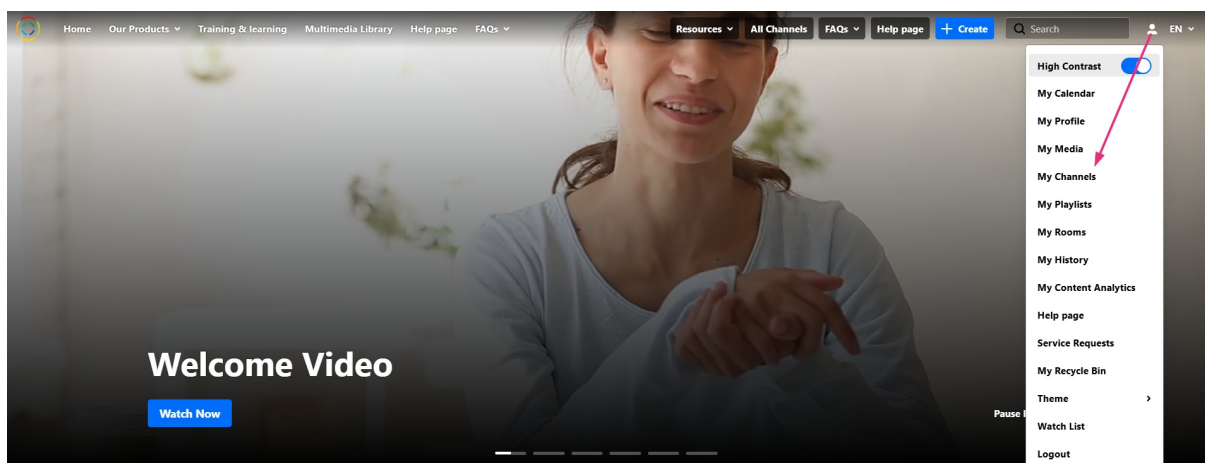 Home Our Products Training & learning Multimedia Library Help page FAQs Resources All Channels FAQs Help page + Create Search EN
High Contrast
My Calendar
My Profile
My Media
My Channels
My Playlists
My Rooms
My History
My Content Analytics
Help page
Service Requests
My Recycle Bin
Theme
Watch List
Logout
Welcome Video
Watch Now
Pause